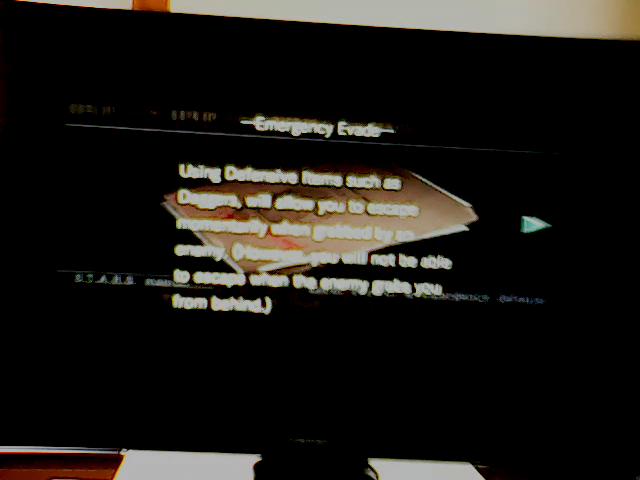 Emergency Evade
Using Defensive Items such as
Daggers, will allow you to escape
momentarily when grabbed by an
enemy. (However, you will not be able
to escape when the enemy grabs you
from behind.)